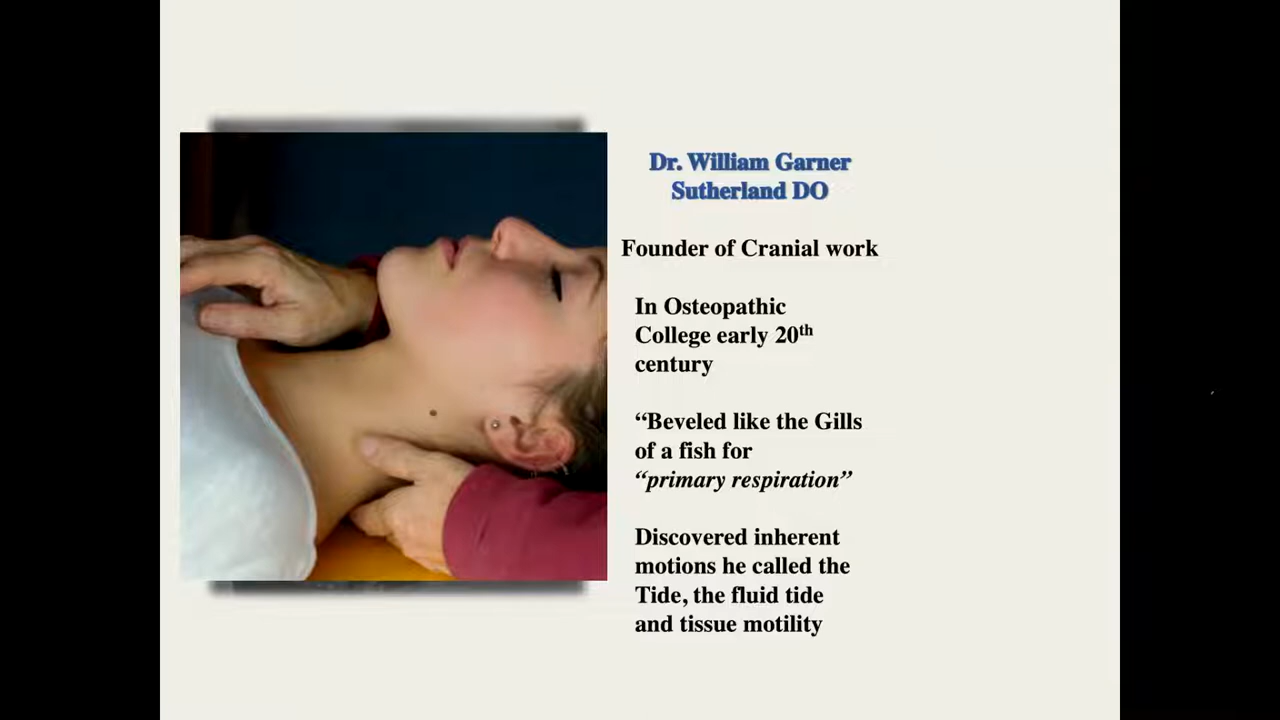 Dr. William Garner
Sutherland DO
Founder of Cranial work
In Osteopathic
College early 20th
century
“Beveled like the Gills
of a fish for
“primary respiration”
Discovered inherent
motions he called the
Tide, the fluid tide
and tissue motility